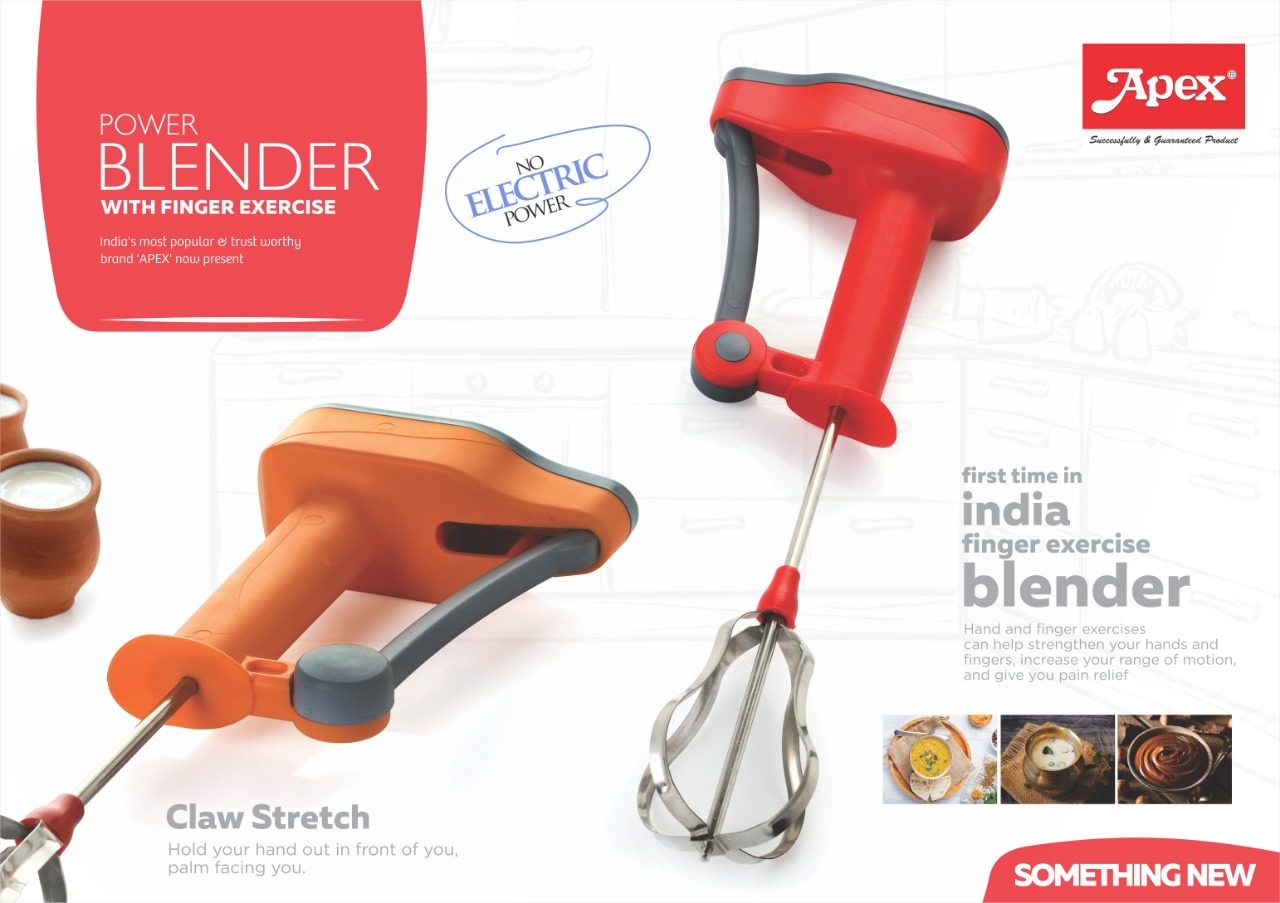 POWER
BLENDER
WITH FINGER EXERCISE
India's most popular & trust worthy
brand 'APEX' now present
NO
ELECTRIC
POWER
Apex®
Successfully & Guaranteed Product
first time in
india
finger exercise
blender
Hand and finger exercises
can help strengthen your hands and
fingers, increase your range of motion,
and give you pain relief
Claw Stretch
Hold your hand out in front of you,
palm facing you.
SOMETHING NEW